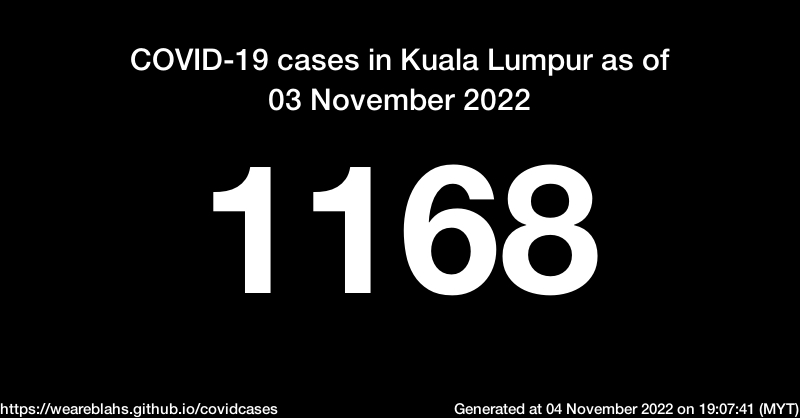 COVID-19 cases in Kuala Lumpur as of
03 November 2022
1168
https://weareblahs.github.io/covidcases
Generated at 04 November 2022 on 19:07:41 (MYT)